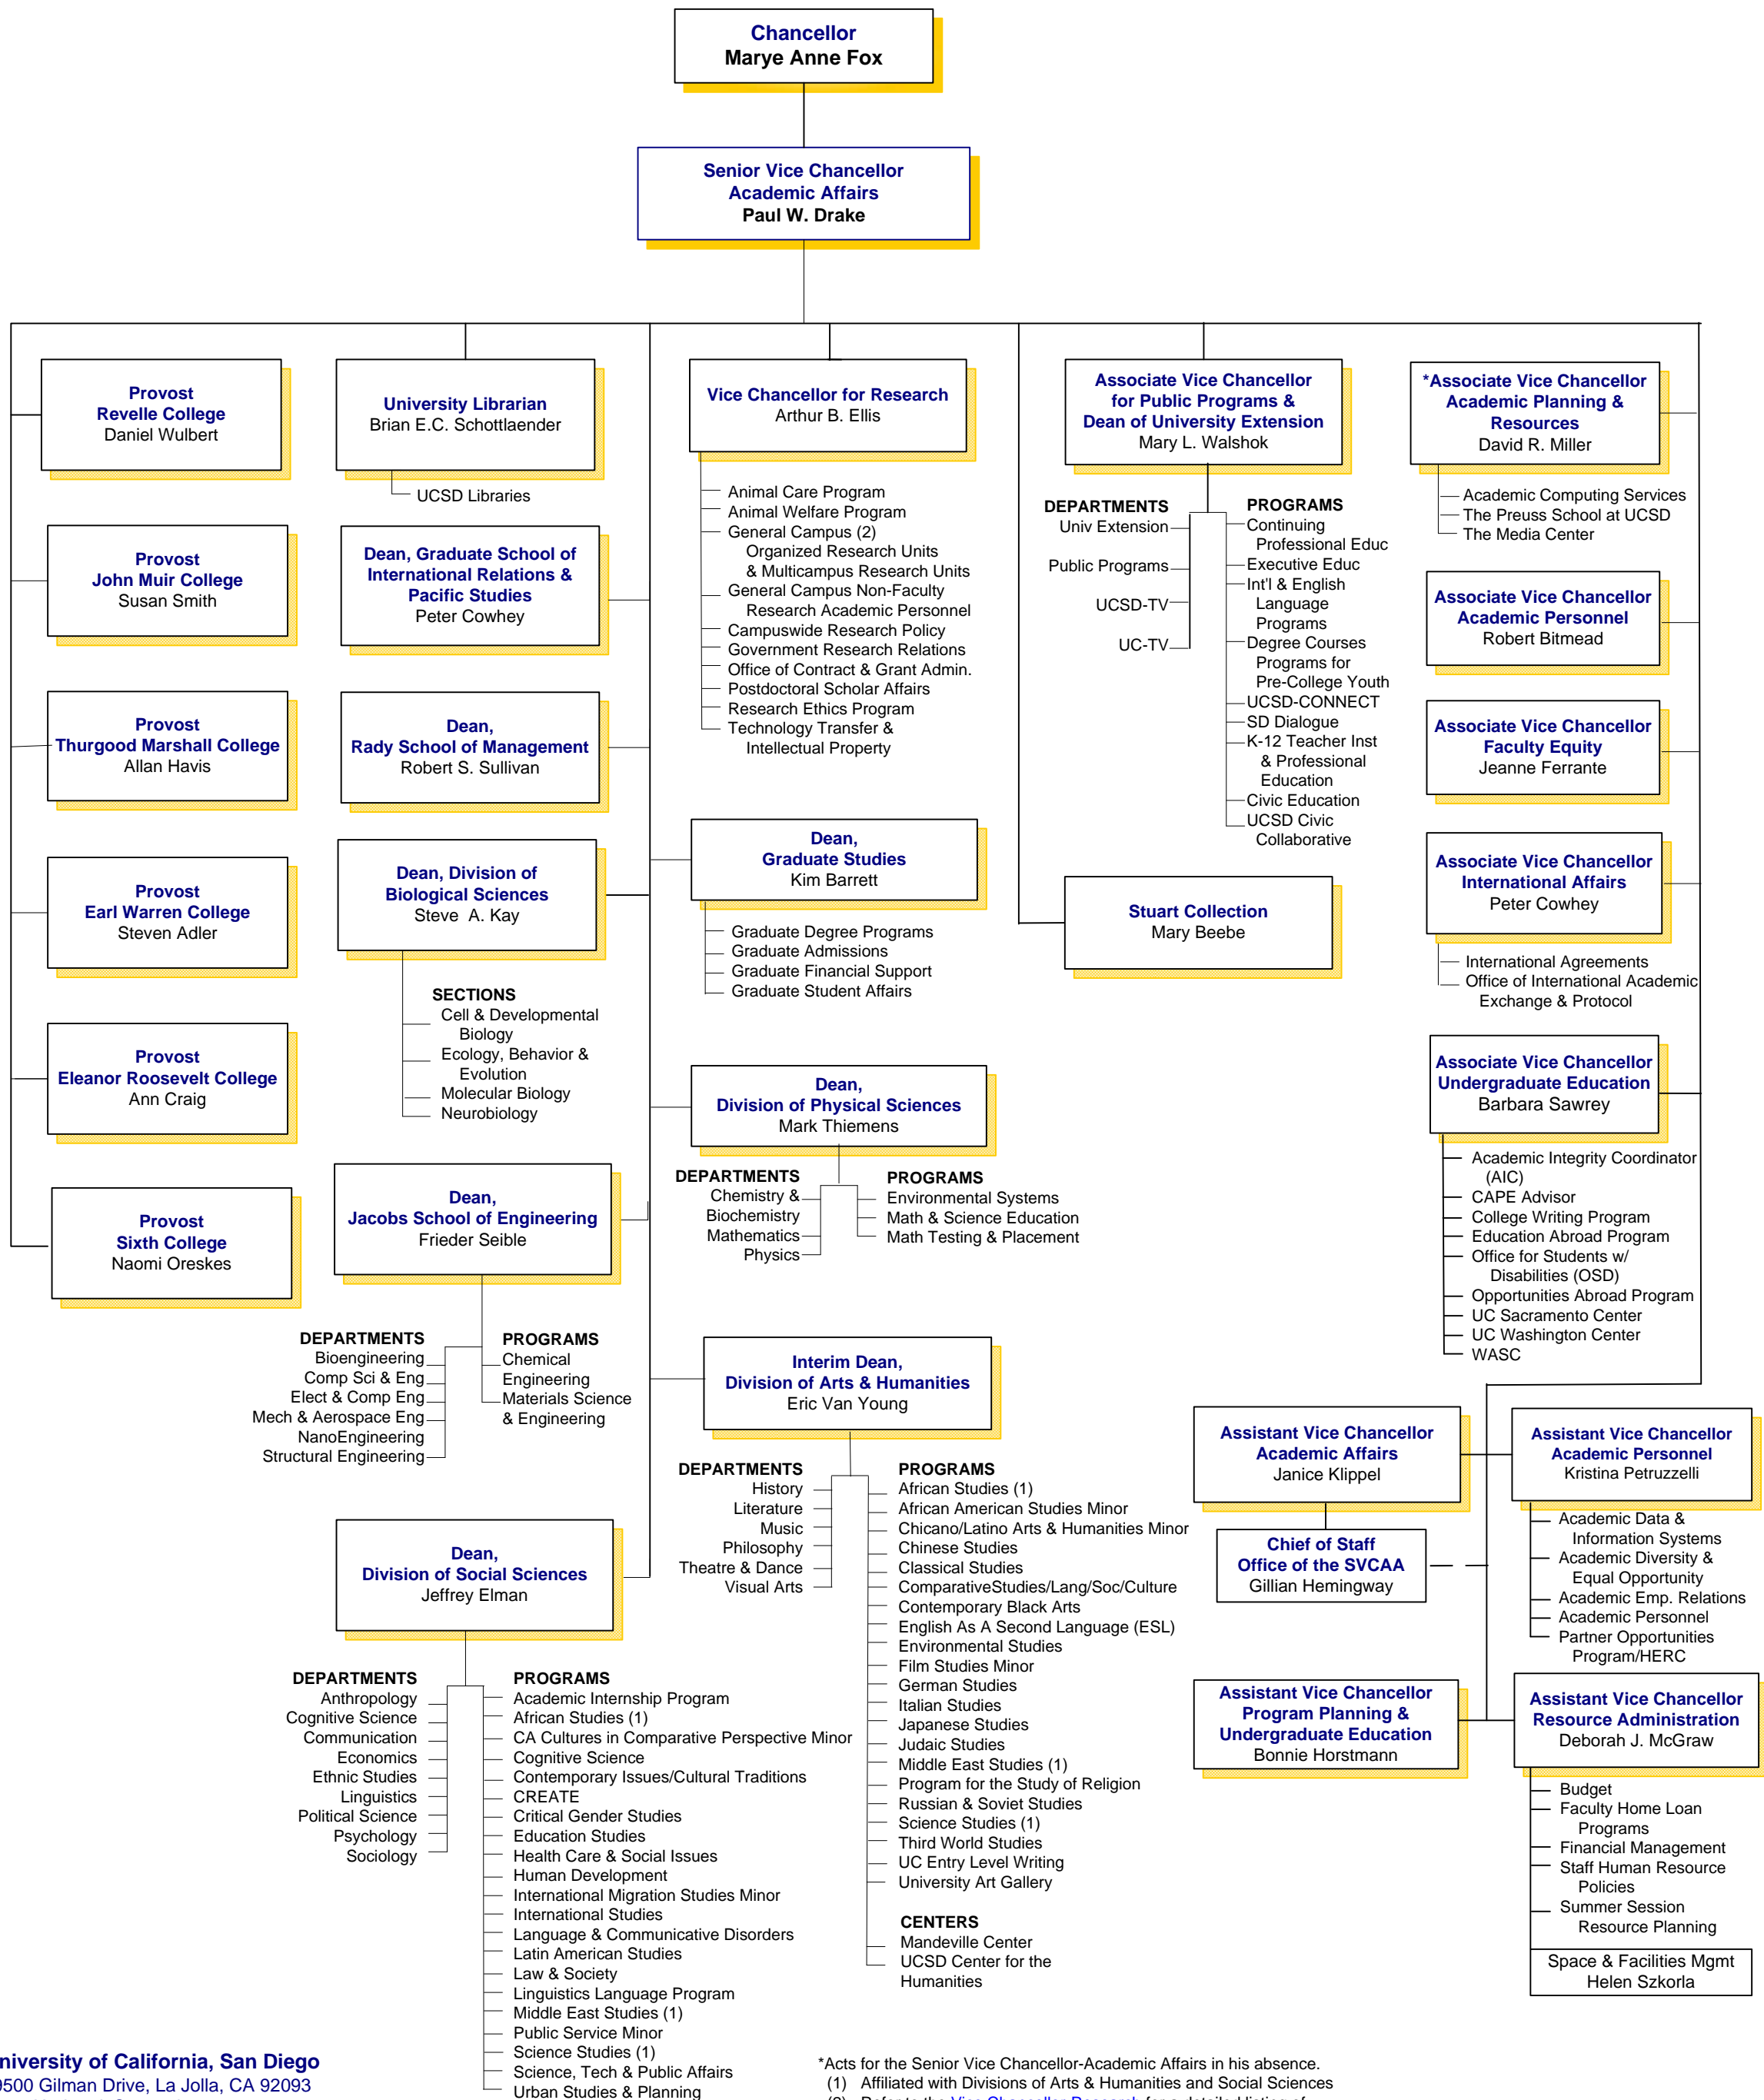 Chancellor
Marye Anne Fox
Senior Vice Chancellor
Academic Affairs
Paul W. Drake
Provost
Revelle College
Daniel Wulbert
Provost
John Muir College
Susan Smith
Provost
Thurgood Marshall College
Allan Havis
Provost
Earl Warren College
Steven Adler
Provost
Eleanor Roosevelt College
Ann Craig
Provost
Sixth College
Naomi Oreskes
University Librarian
Brian E.C. Schottlaender
UCSD Libraries
Dean, Graduate School of
International Relations &
Pacific Studies
Peter Cowhey
Dean,
Rady School of Management
Robert S. Sullivan
Dean, Division of
Biological Sciences
Steve A. Kay
SECTIONS
Cell & Developmental
Biology
Ecology, Behavior &
Evolution
Molecular Biology
Neurobiology
Dean,
Jacobs School of Engineering
Frieder Seible
DEPARTMENTS
Bioengineering
Comp Sci & Eng
Elect & Comp Eng
Mech & Aerospace Eng
NanoEngineering
Structural Engineering
PROGRAMS
Chemical
Engineering
Materials Science
& Engineering
Dean,
Division of Social Sciences
Jeffrey Elman
DEPARTMENTS
Anthropology
Cognitive Science
Communication
Economics
Ethnic Studies
Linguistics
Political Science
Psychology
Sociology
PROGRAMS
Academic Internship Program
African Studies (1)
CA Cultures in Comparative Perspective Minor
Cognitive Science
Contemporary Issues/Cultural Traditions
CREATE
Critical Gender Studies
Education Studies
Health Care & Social Issues
Human Development
International Migration Studies Minor
International Studies
Language & Communicative Disorders
Latin American Studies
Law & Society
Linguistics Language Program
Middle East Studies (1)
Public Service Minor
Science Studies (1)
Science, Tech & Public Affairs
Urban Studies & Planning
Vice Chancellor for Research
Arthur B. Ellis
Animal Care Program
Animal Welfare Program
General Campus (2)
Organized Research Units
& Multicampus Research Units
General Campus Non-Faculty
Research Academic Personnel
Campuswide Research Policy
Government Research Relations
Office of Contract & Grant Admin.
Postdoctoral Scholar Affairs
Research Ethics Program
Technology Transfer &
Intellectual Property
Dean,
Graduate Studies
Kim Barrett
Graduate Degree Programs
Graduate Admissions
Graduate Financial Support
Graduate Student Affairs
Dean,
Division of Physical Sciences
Mark Thiemens
DEPARTMENTS
Chemistry &
Biochemistry
Mathematics
Physics
PROGRAMS
Environmental Systems
Math & Science Education
Math Testing & Placement
Interim Dean,
Division of Arts & Humanities
Eric Van Young
DEPARTMENTS
History
Literature
Music
Philosophy
Theatre & Dance
Visual Arts
PROGRAMS
African Studies (1)
African American Studies Minor
Chicano/Latino Arts & Humanities Minor
Chinese Studies
Classical Studies
ComparativeStudies/Lang/Soc/Culture
Contemporary Black Arts
English As A Second Language (ESL)
Environmental Studies
Film Studies Minor
German Studies
Italian Studies
Japanese Studies
Judaic Studies
Middle East Studies (1)
Program for the Study of Religion
Russian & Soviet Studies
Science Studies (1)
Third World Studies
UC Entry Level Writing
University Art Gallery
CENTERS
Mandeville Center
UCSD Center for the
Humanities
Associate Vice Chancellor
for Public Programs &
Dean of University Extension
Mary L. Walshok
DEPARTMENTS
Univ Extension
Public Programs
UCSD-TV
UC-TV
PROGRAMS
Continuing
Professional Educ
Executive Educ
Int'l & English
Language
Programs
Degree Courses
Programs for
Pre-College Youth
UCSD-CONNECT
SD Dialogue
K-12 Teacher Inst
& Professional
Education
Civic Education
UCSD Civic
Collaborative
Stuart Collection
Mary Beebe
*Associate Vice Chancellor
Academic Planning &
Resources
David R. Miller
Academic Computing Services
The Preuss School at UCSD
The Media Center
Associate Vice Chancellor
Academic Personnel
Robert Bitmead
Associate Vice Chancellor
Faculty Equity
Jeanne Ferrante
Associate Vice Chancellor
International Affairs
Peter Cowhey
International Agreements
Office of International Academic
Exchange & Protocol
Associate Vice Chancellor
Undergraduate Education
Barbara Sawrey
Academic Integrity Coordinator
(AIC)
CAPE Advisor
College Writing Program
Education Abroad Program
Office for Students w/
Disabilities (OSD)
Opportunities Abroad Program
UC Sacramento Center
UC Washington Center
WASC
Assistant Vice Chancellor
Academic Affairs
Janice Klippel
Chief of Staff
Office of the SVCAA
Gillian Hemingway
Assistant Vice Chancellor
Academic Personnel
Kristina Petruzzelli
Academic Data &
Information Systems
Academic Diversity &
Equal Opportunity
Academic Emp. Relations
Academic Personnel
Partner Opportunities
Program/HERC
Assistant Vice Chancellor
Program Planning &
Undergraduate Education
Bonnie Horstmann
Assistant Vice Chancellor
Resource Administration
Deborah J. McGraw
Budget
Faculty Home Loan
Programs
Financial Management
Staff Human Resource
Policies
Summer Session
Resource Planning
Space & Facilities Mgmt
Helen Szkorla
niversity of California, San Diego
9500 Gilman Drive, La Jolla, CA 92093
*Acts for the Senior Vice Chancellor-Academic Affairs in his absence.
(1) Affiliated with Divisions of Arts & Humanities and Social Sciences
(2) Refer to the Vice Chancellor-Research for a detailed listing of